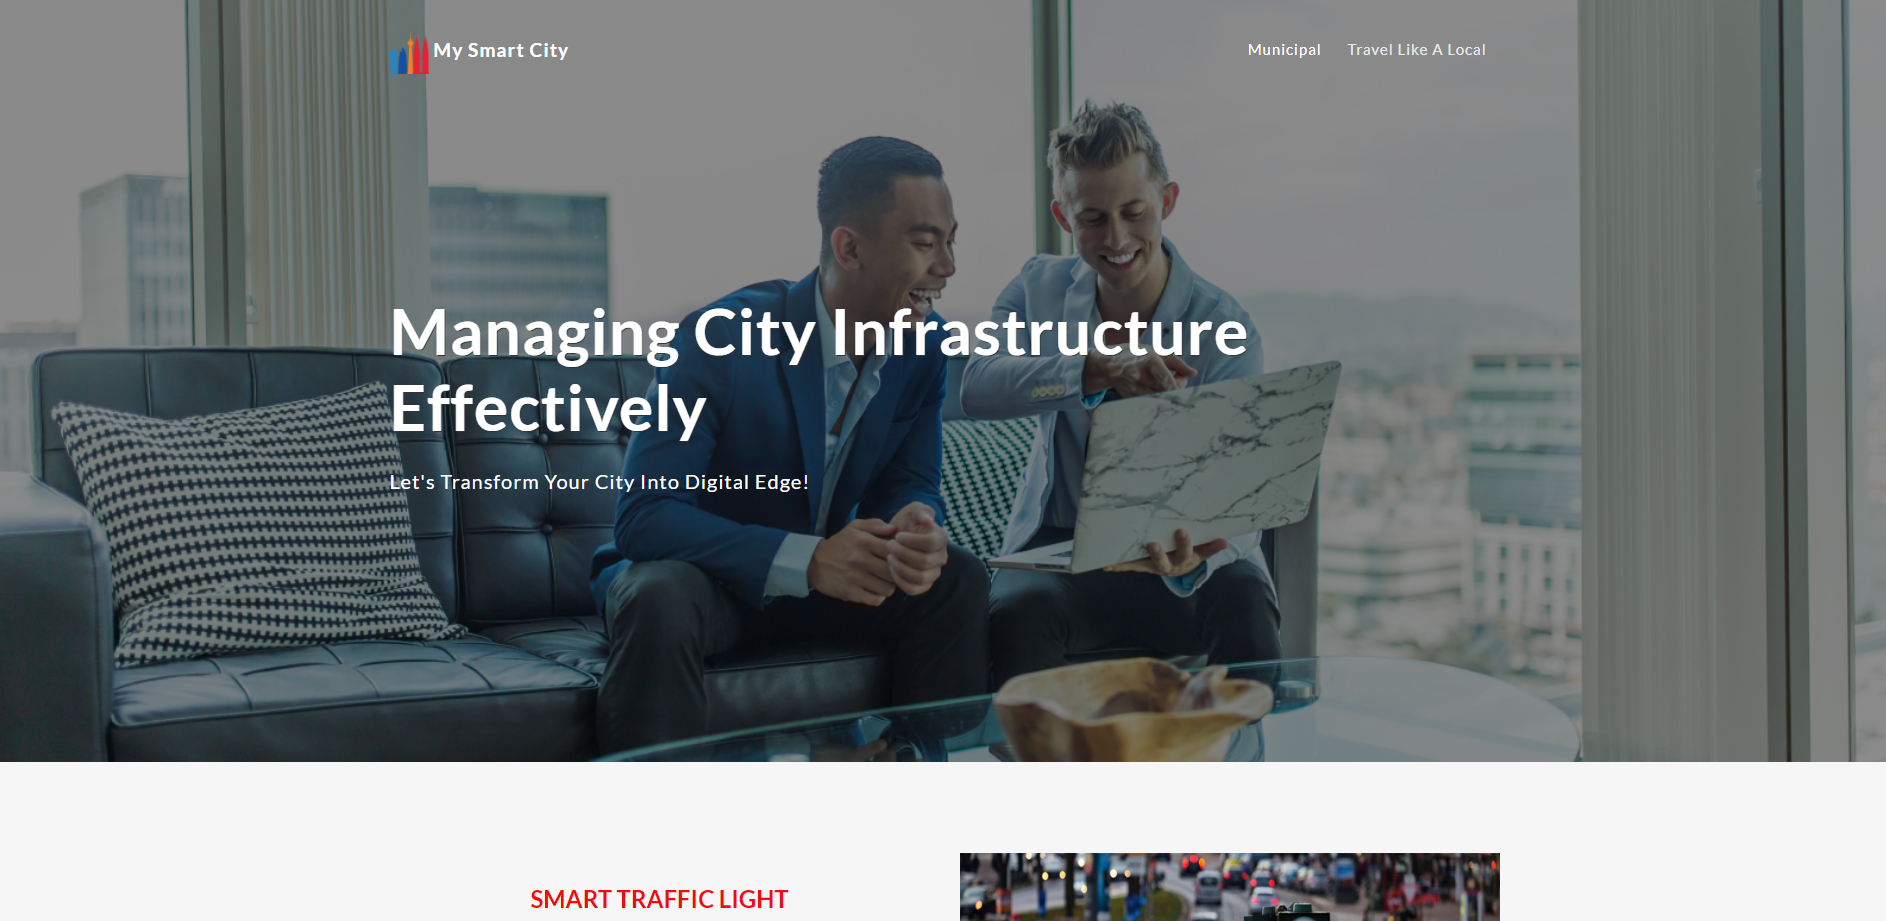 My Smart City
Municipal
Travel Like A Local
Managing City Infrastructure
Effectively
Let's Transform Your City Into Digital Edge!
SMART TRAFFIC LIGHT